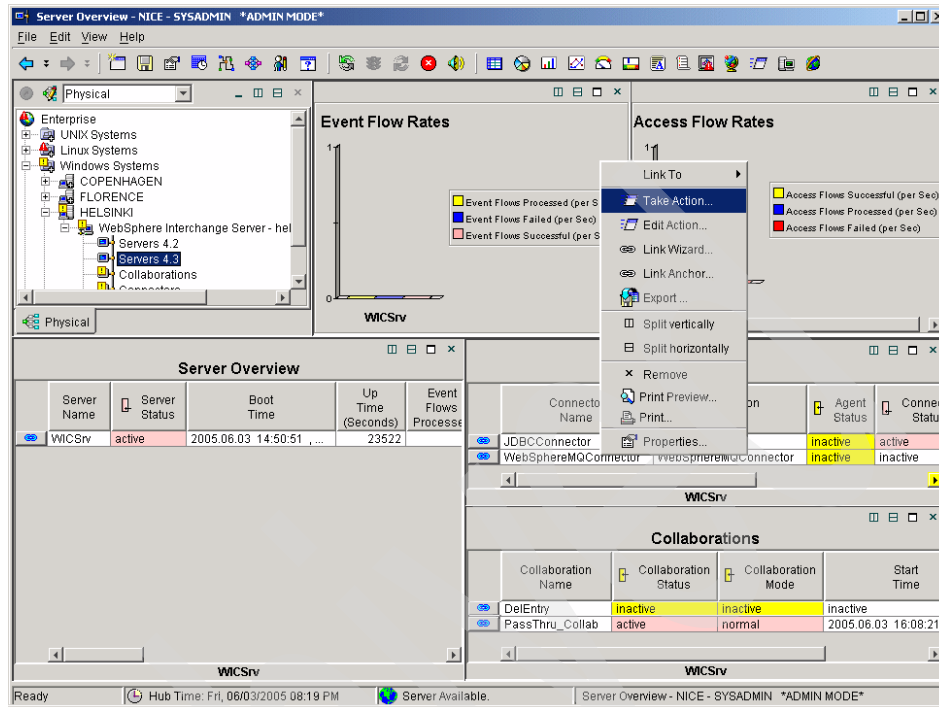 Server Overview - NICE - SYSADMIN *ADMIN MODE*
File Edit View Help
Physical
Enterprise
UNIX Systems
Linux Systems
Windows Systems
COPENHAGEN
FLORENCE
HELSINKI
WebSphere Interchange Server - hel
Servers 4.2
Servers 4.3
Collaborations
Physical
Event Flow Rates
1
0
WICSrv
Event Flows Processed (per S
Event Flows Failed (per Sec)
Event Flows Successful (per S
Access Flow Rates
1
Access Flows Successful (per Sec)
Access Flows Processed (per Sec)
Access Flows Failed (per Sec)
Link To
Take Action...
Edit Action...
Link Wizard...
Link Anchor...
Export ...
Split vertically
Split horizontally
Remove
Print Preview...
Print...
Properties...
Server Overview
Server Name Server Status Boot Time Up Time (Seconds) Event Flows Processe
WICSrv active 2005.06.03 14:50:51 , ... 23522
WICSrv
Connecto Name on Agent Status Connec Statu
JDBCConnector inactive active
WebSphereMQConnector WebSphereMQConnector inactive inactive
WICSrv
Collaborations
Collaboration Name Collaboration Status Collaboration Mode Start Time
DelEntry inactive inactive inactive
PassThru_Collab active normal 2005.06.03 16:08:21
WICSrv
Ready Hub Time: Fri, 06/03/2005 08:19 PM Server Available. Server Overview - NICE - SYSADMIN *ADMIN MODE*